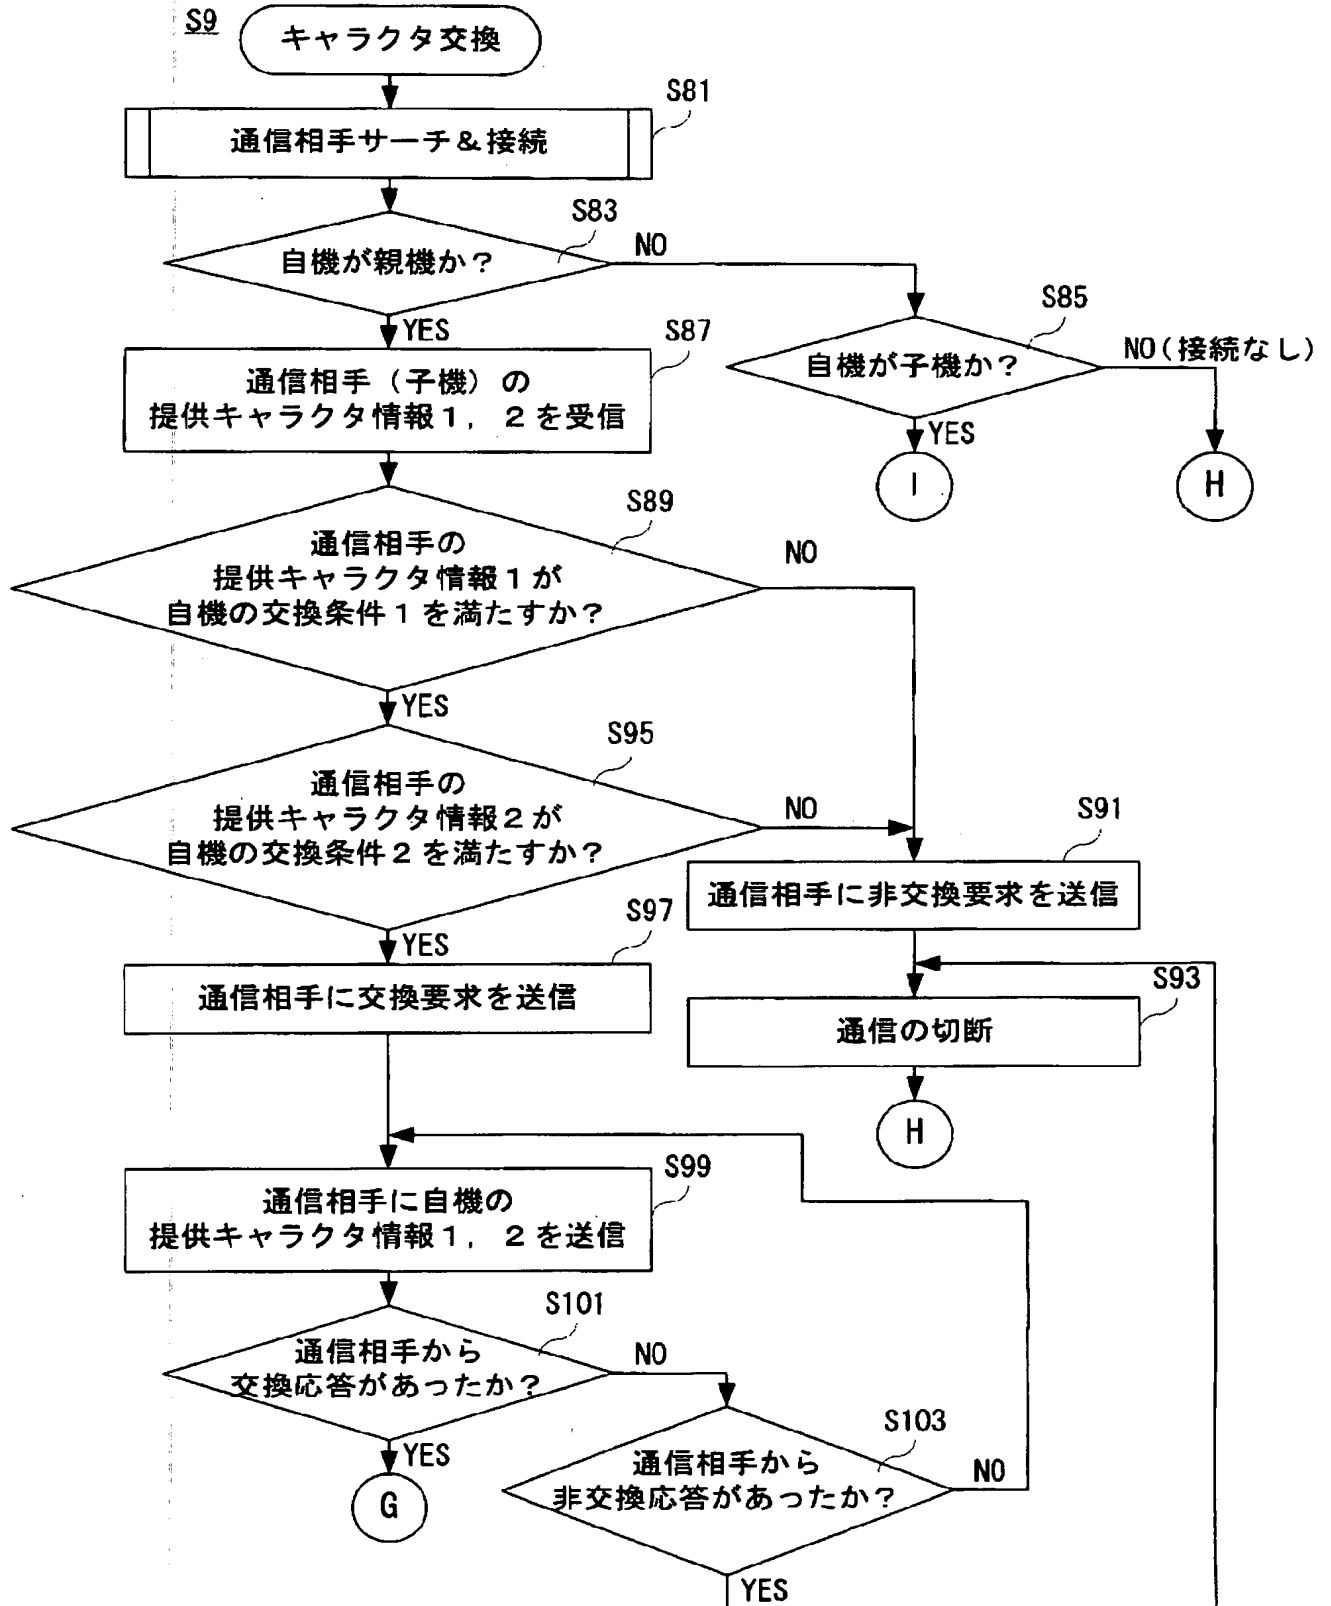 S9
キャラクタ交換
S81
通信相手サーチ＆接続
S83
自機が親機か？
NO
YES
S85
自機が子機か？
NO（接続なし）
YES
I
H
S87
通信相手（子機）の
提供キャラクタ情報１，２を受信
S89
通信相手の
提供キャラクタ情報１が
自機の交換条件１を満たすか？
NO
YES
S95
通信相手の
提供キャラクタ情報２が
自機の交換条件２を満たすか？
NO
YES
S91
通信相手に非交換要求を送信
S97
通信相手に交換要求を送信
S93
通信の切断
H
S99
通信相手に自機の
提供キャラクタ情報１，２を送信
S101
通信相手から
交換応答があったか？
NO
YES
G
S103
通信相手から
非交換応答があったか？
NO
YES